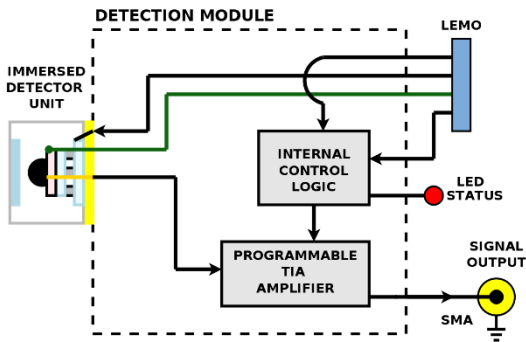 DETECTION MODULE
LEMO
IMMERSED
DETECTOR
UNIT
INTERNAL
CONTROL
LOGIC
LED
STATUS
PROGRAMMABLE
TIA
AMPLIFIER
SIGNAL
OUTPUT
SMA